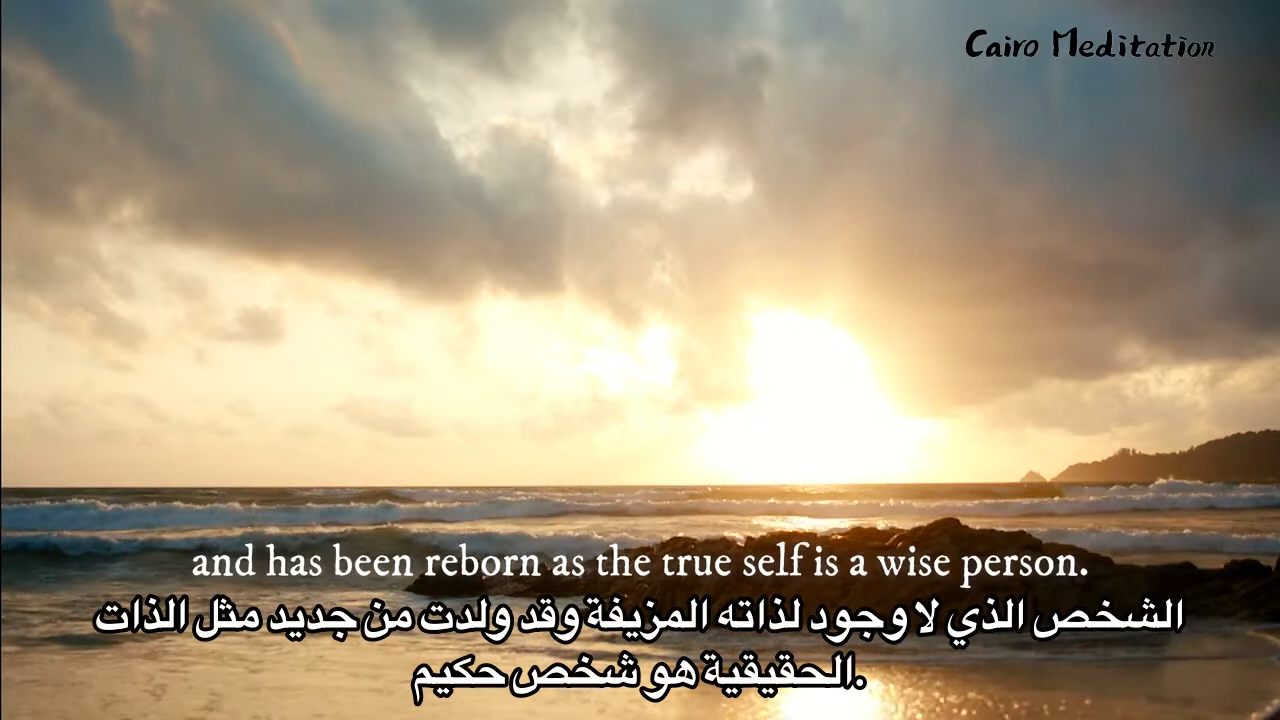 Cairo Meditation
and has been reborn as the true self is a wise person.
الشخص الذي لا وجود لذاته المزيفة وقد ولدت من جديد مثل الذات
الحقيقية هو شخص حكيم.